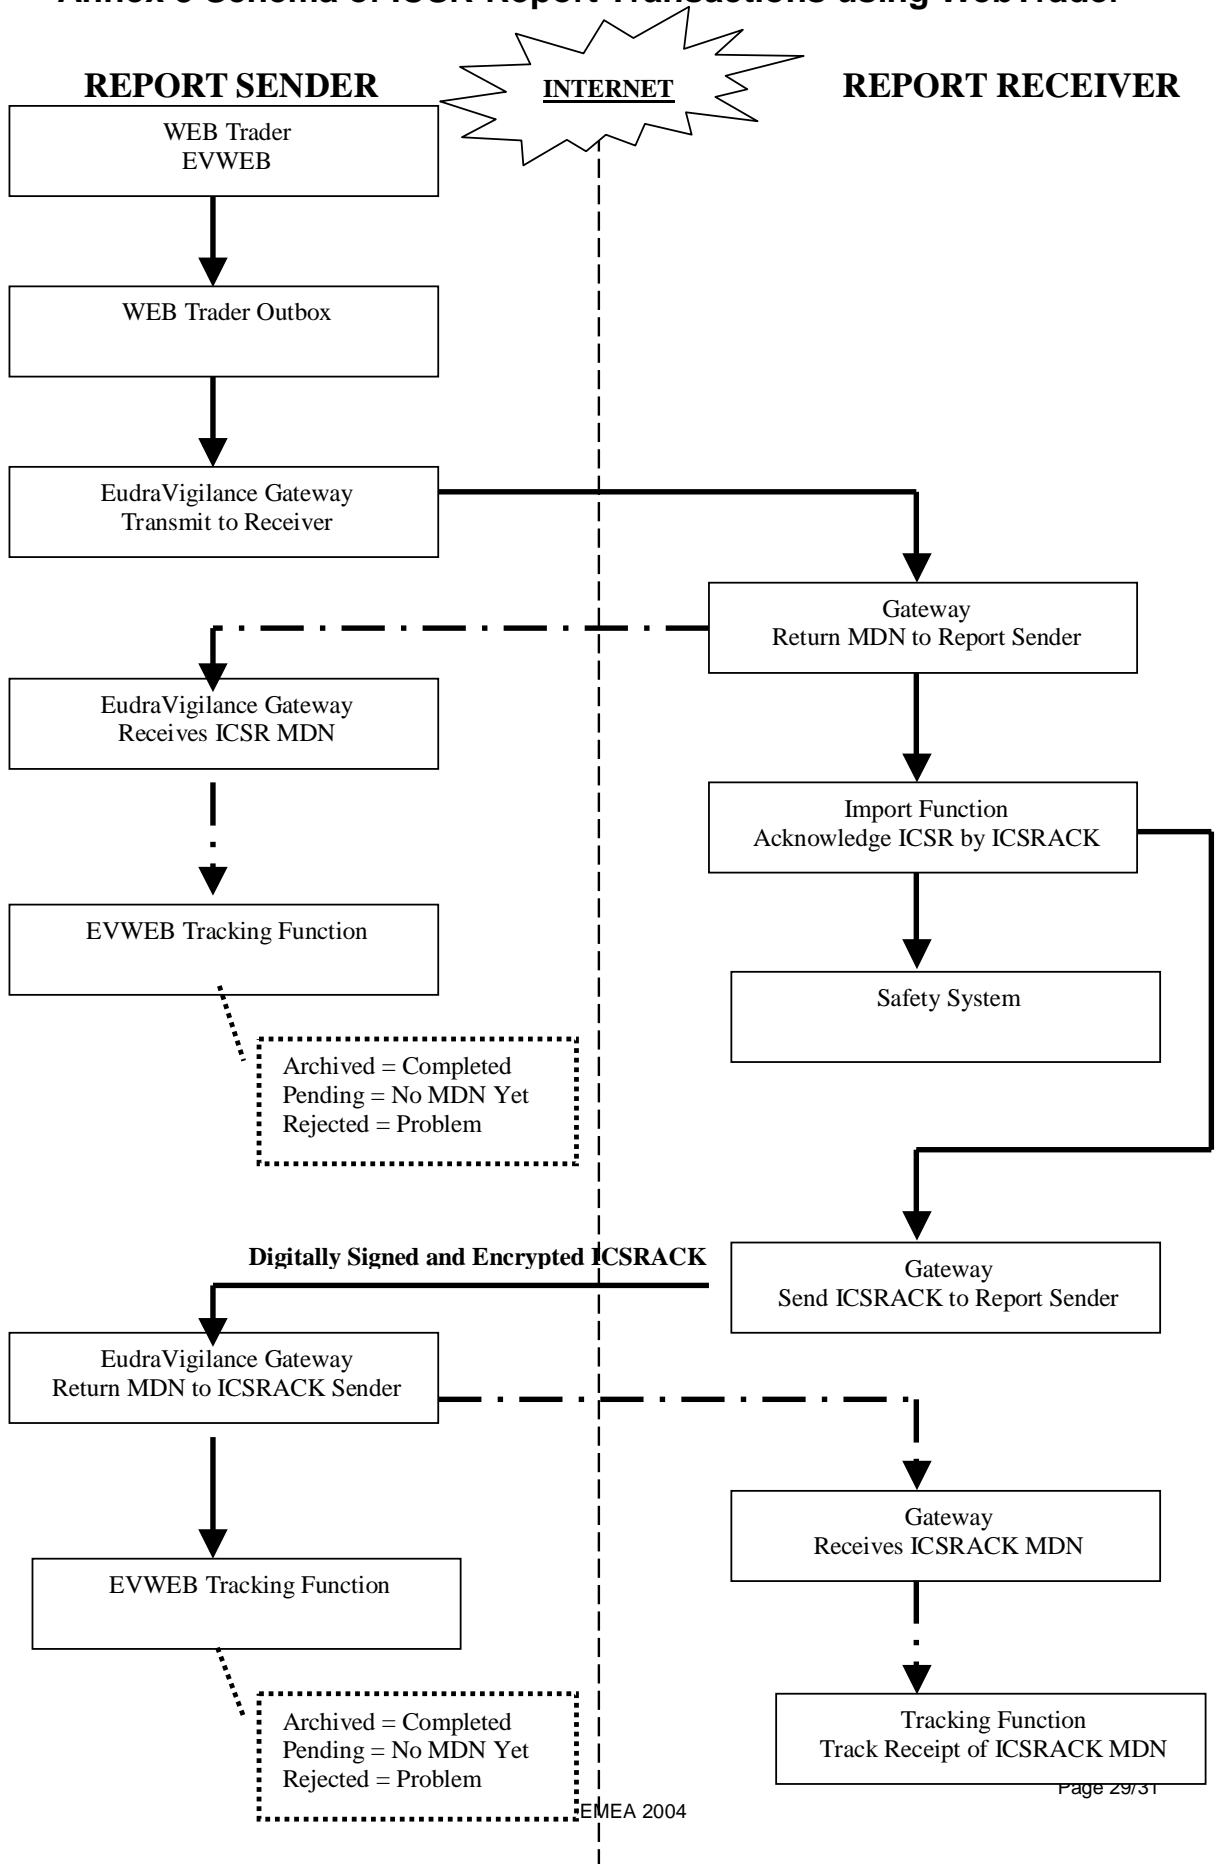 Annex 5 Schema of ICSR Report Transactions using WebTrader
REPORT SENDER
INTERNET
REPORT RECEIVER
WEB Trader
EVWEB
WEB Trader Outbox
EudraVigilance Gateway
Transmit to Receiver
Gateway
Return MDN to Report Sender
EudraVigilance Gateway
Receives ICSR MDN
Import Function
Acknowledge ICSR by ICSRACK
EVWEB Tracking Function
Safety System
Archived = Completed
Pending = No MDN Yet
Rejected = Problem
Digitally Signed and Encrypted ICSRACK
Gateway
Send ICSRACK to Report Sender
EudraVigilance Gateway
Return MDN to ICSRACK Sender
Gateway
Receives ICSRACK MDN
EVWEB Tracking Function
Archived = Completed
Pending = No MDN Yet
Rejected = Problem
Tracking Function
Track Receipt of ICSRACK MDN
Page 29/31
EMEA 2004